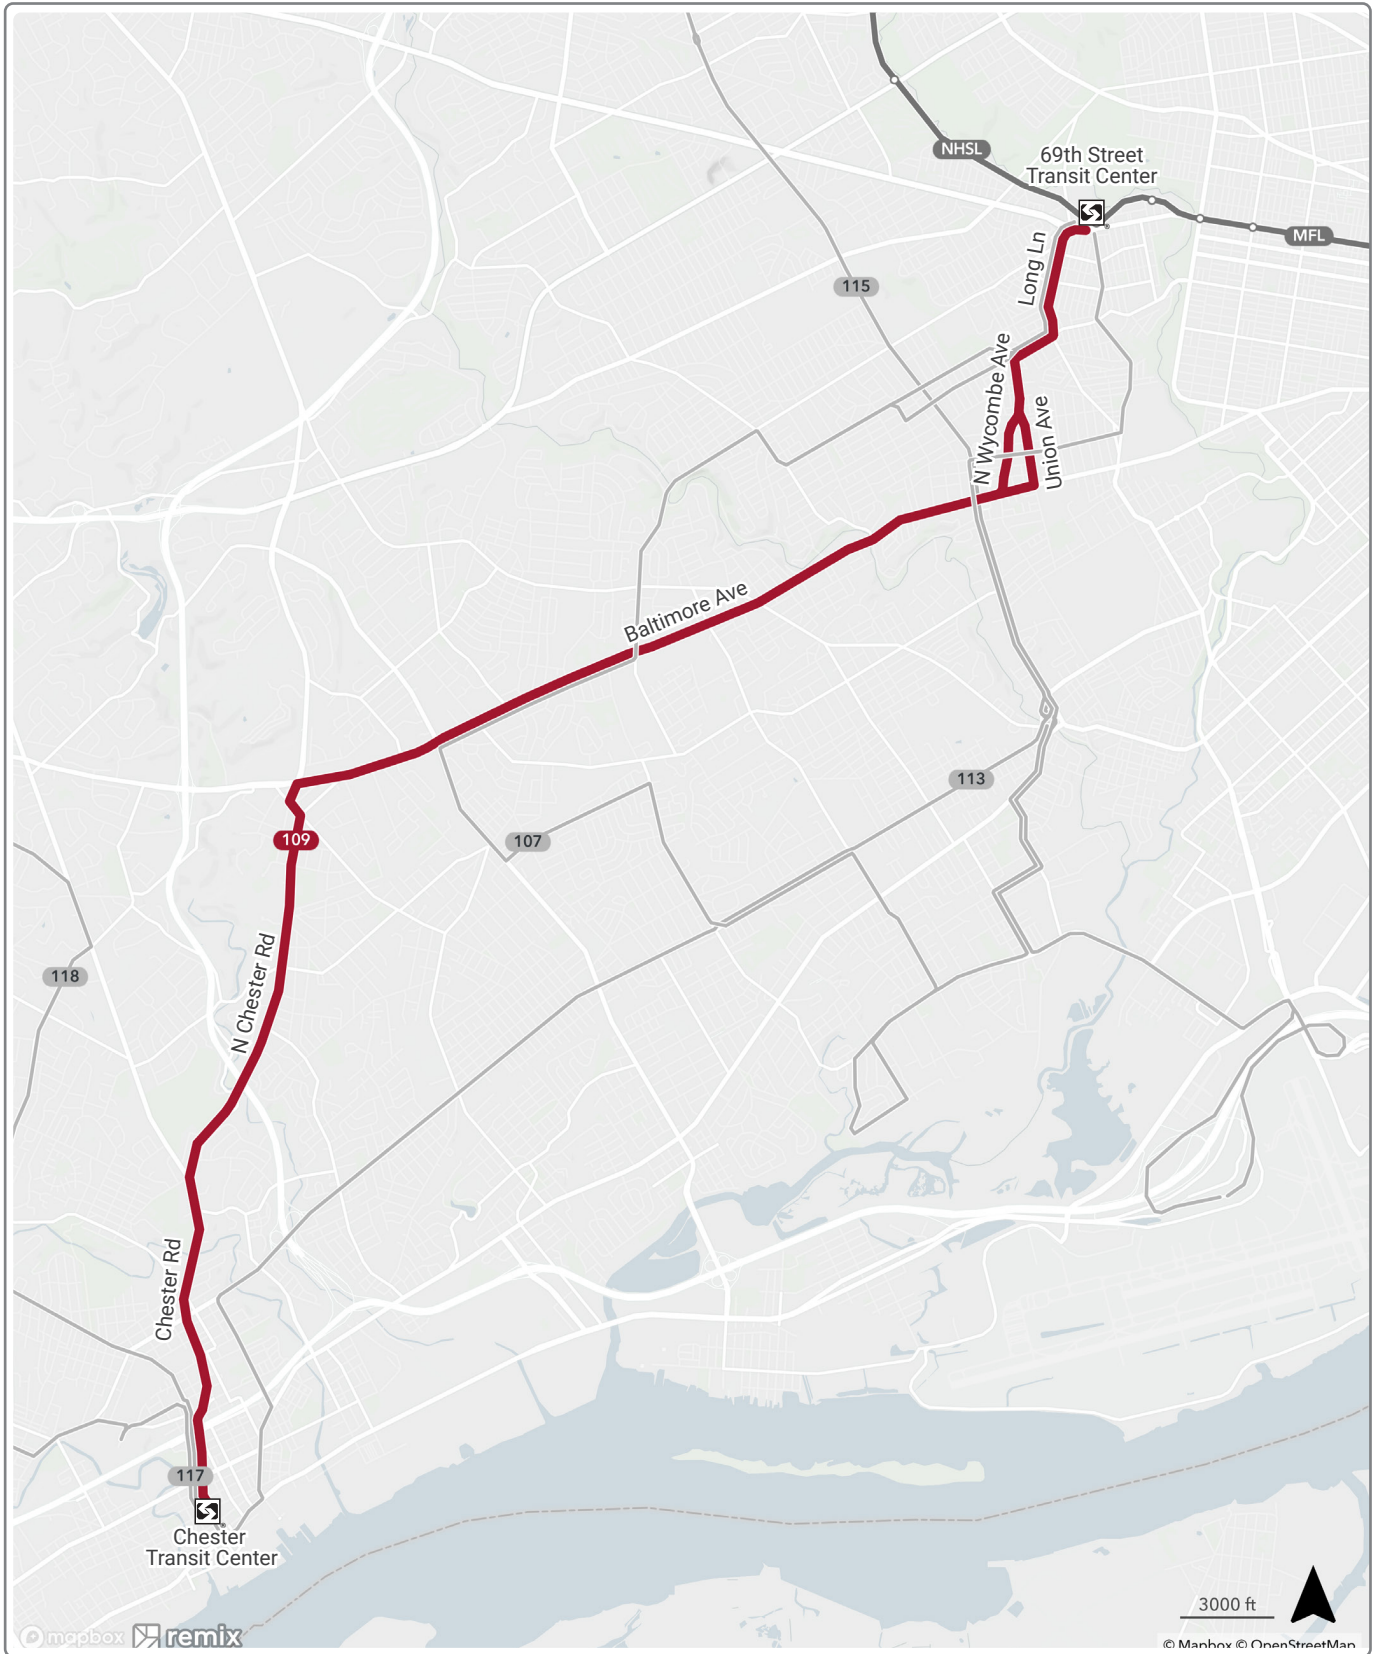 NHSL
69th Street
Transit Center
MFL
Long Ln
115
N Wycombe Ave
Union Ave
Baltimore Ave
113
109
107
118
N Chester Rd
Chester Rd
117
Chester
Transit Center
3000 ft
mapbox remix
© Mapbox © OpenStreetMap